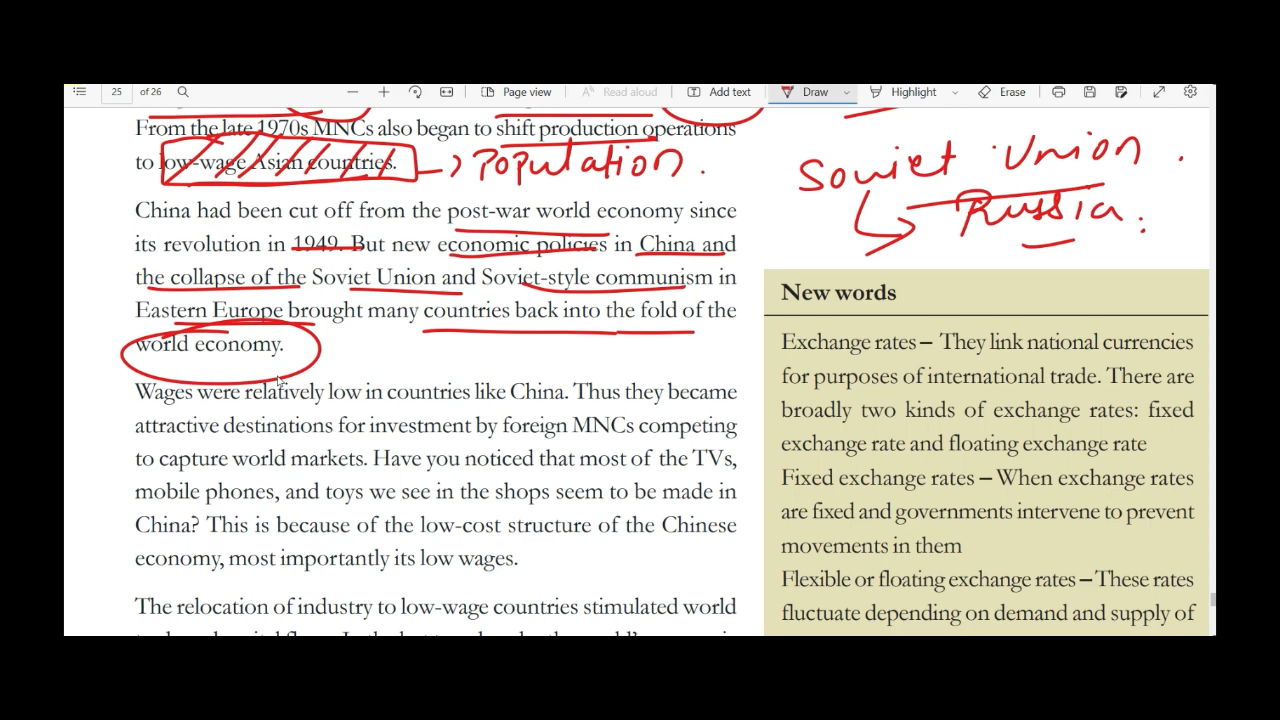 25 of 26 Page view Read aloud Add text Draw Highlight Erase
From the late 1970s MNCs also began to shift production operations
to low-wage Asian countries.
Population .
China had been cut off from the post-war world economy since
its revolution in 1949. But new economic policies in China and
the collapse of the Soviet Union and Soviet-style communism in
Eastern Europe brought many countries back into the fold of the
world economy.
Wages were relatively low in countries like China. Thus they became
attractive destinations for investment by foreign MNCs competing
to capture world markets. Have you noticed that most of the TVs,
mobile phones, and toys we see in the shops seem to be made in
China? This is because of the low-cost structure of the Chinese
economy, most importantly its low wages.
The relocation of industry to low-wage countries stimulated world
Soviet Union .
Russia .
New words
Exchange rates – They link national currencies
for purposes of international trade. There are
broadly two kinds of exchange rates: fixed
exchange rate and floating exchange rate
Fixed exchange rates – When exchange rates
are fixed and governments intervene to prevent
movements in them
Flexible or floating exchange rates – These rates
fluctuate depending on demand and supply of